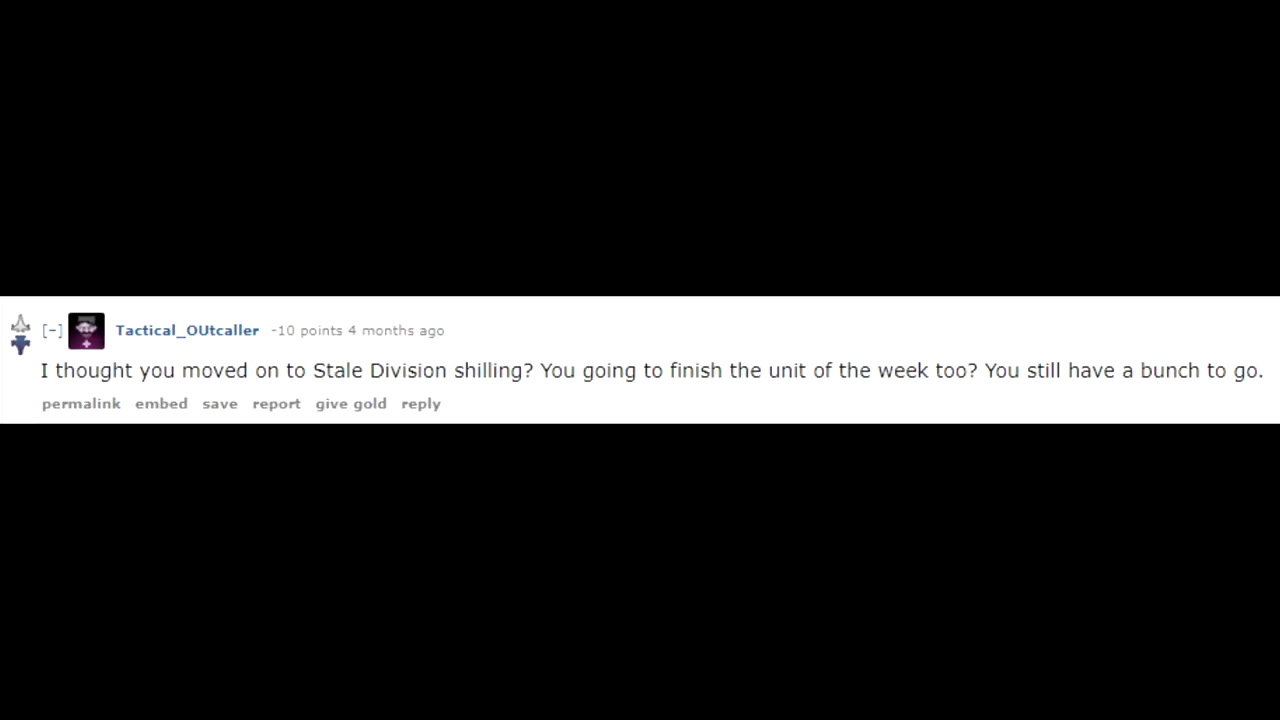 [-] Tactical_OUtcaller -10 points 4 months ago
I thought you moved on to Stale Division shilling? You going to finish the unit of the week too? You still have a bunch to go.
permalink embed save report give gold reply